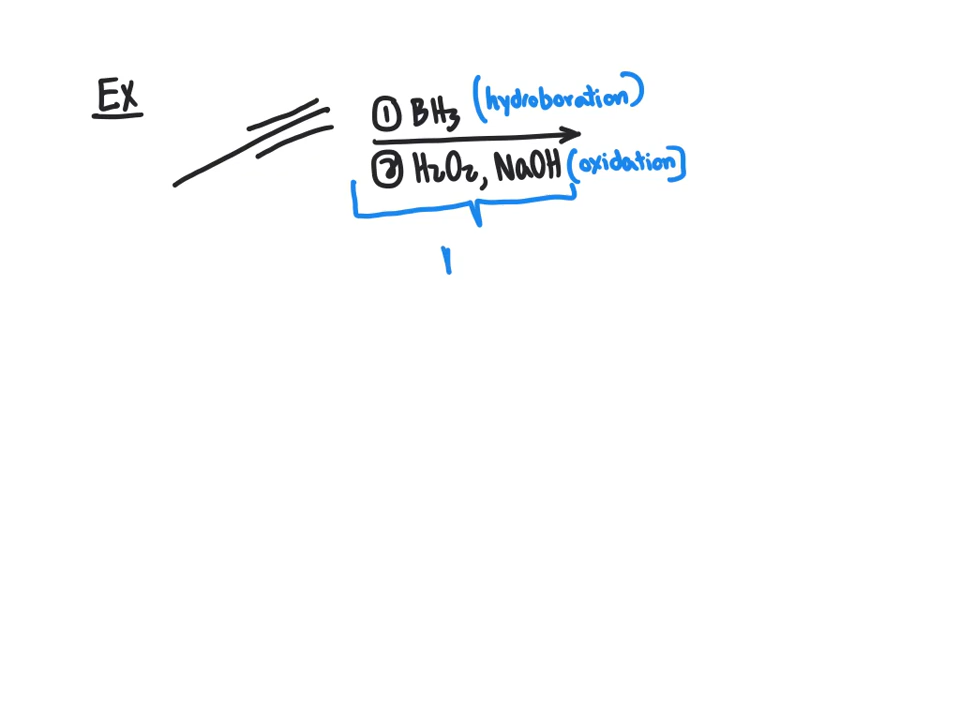 Ex
① BH₃ (hydroboration)
② H₂O₂, NaOH (oxidation]